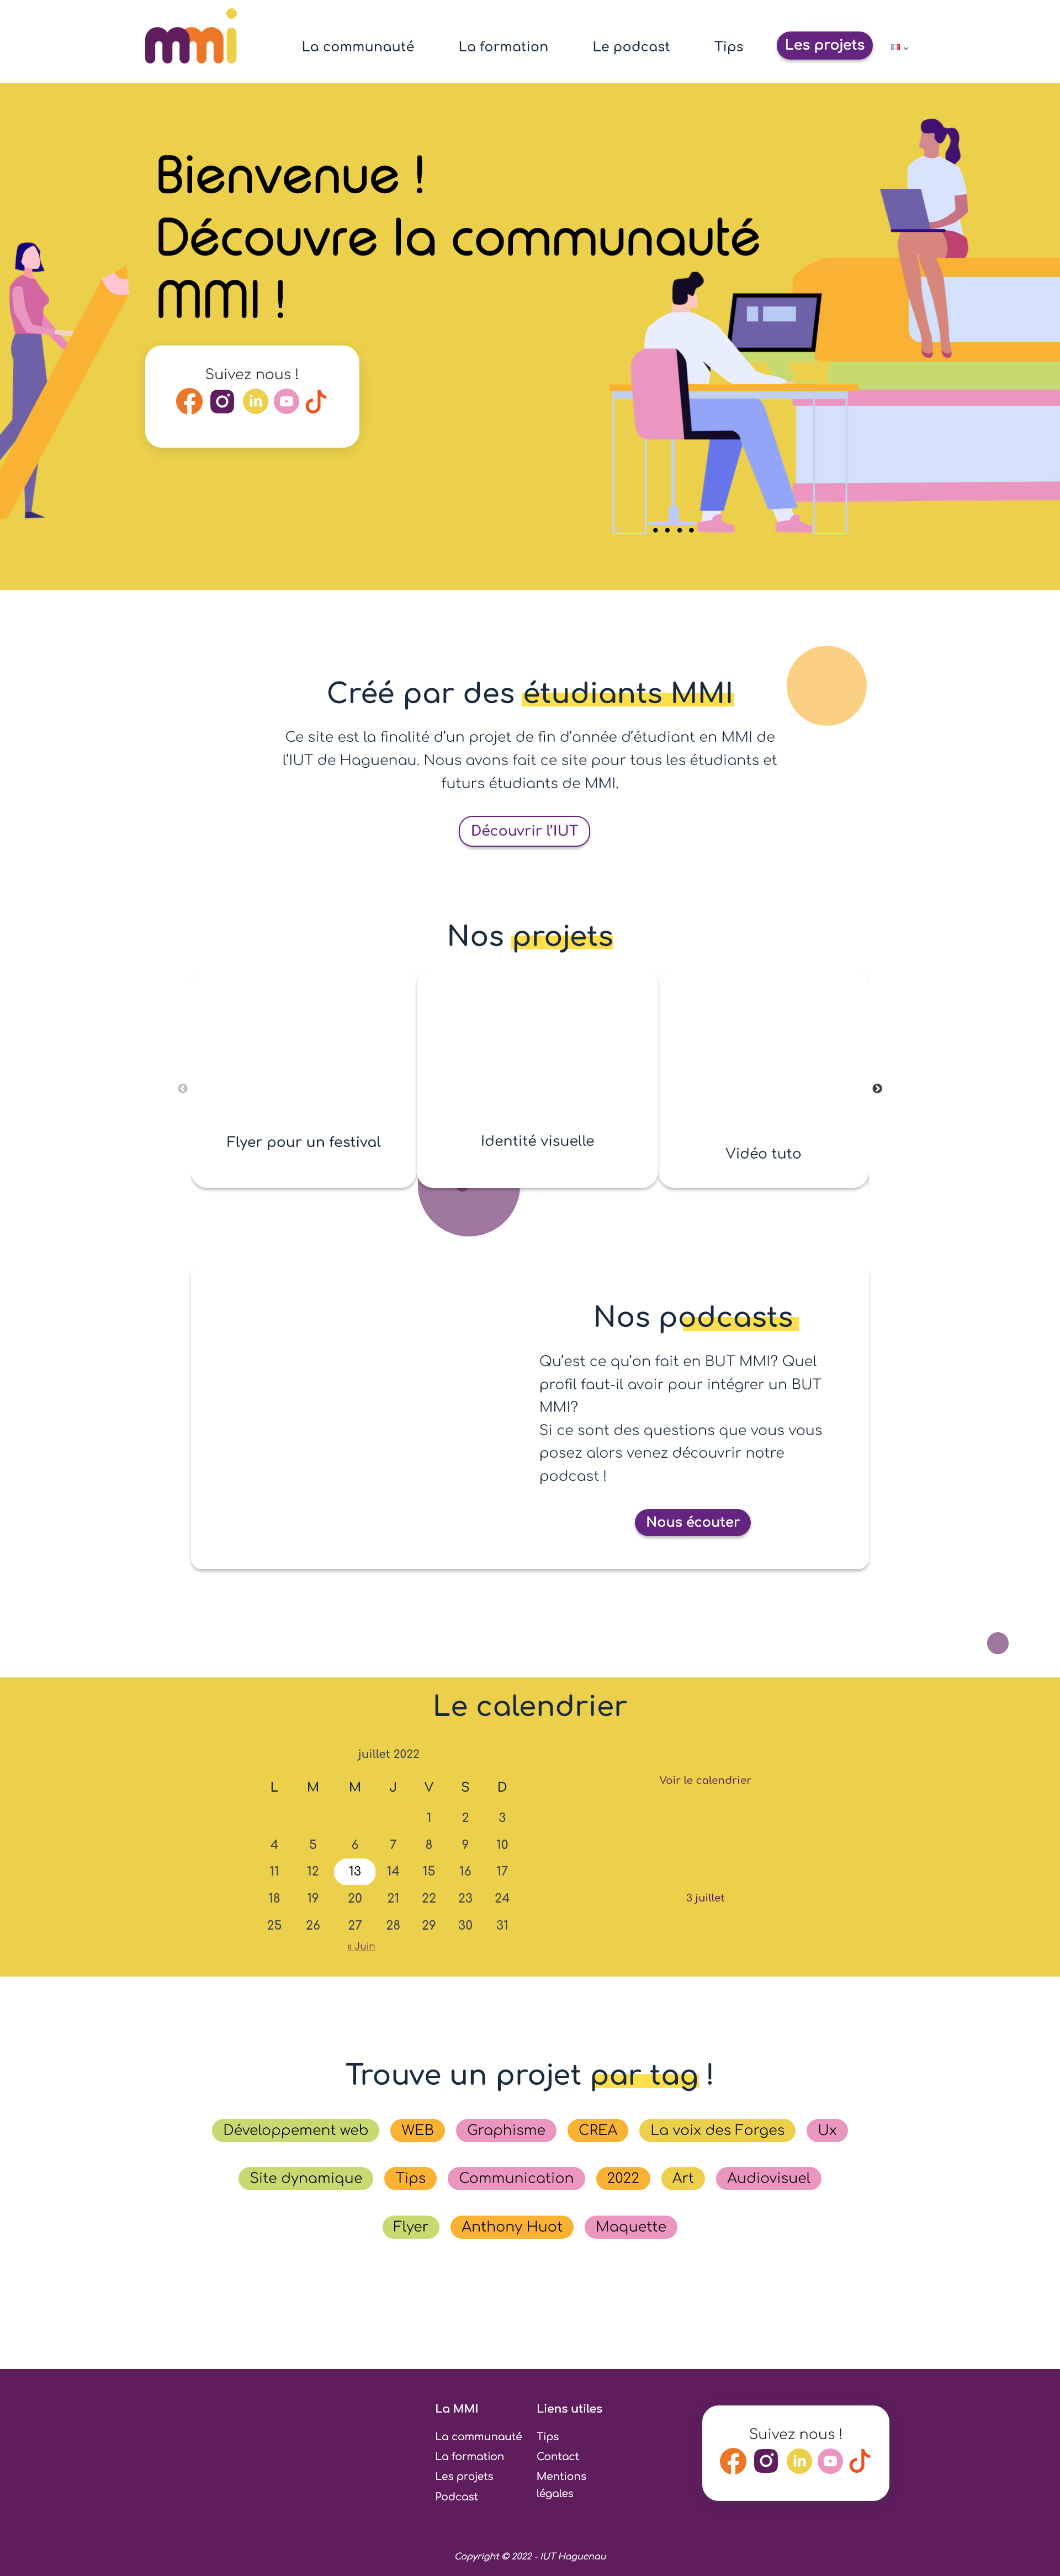 mmi
La communauté
La formation
Le podcast
Tips
Les projets
Bienvenue !
Découvre la communauté
MMI !
Suivez nous !
in
Créé par des étudiants MMI
Ce site est la finalité d’un projet de fin d’année d’étudiant en MMI de
l’IUT de Haguenau. Nous avons fait ce site pour tous les étudiants et
futurs étudiants de MMI.
Découvrir l’IUT
Nos projets
Flyer pour un festival
Identité visuelle
Vidéo tuto
Nos podcasts
Qu’est ce qu’on fait en BUT MMI? Quel
profil faut-il avoir pour intégrer un BUT
MMI?
Si ce sont des questions que vous vous
posez alors venez découvrir notre
podcast !
Nous écouter
Le calendrier
juillet 2022
L M M J V S D
1 2 3
4 5 6 7 8 9 10
11 12 13 14 15 16 17
18 19 20 21 22 23 24
25 26 27 28 29 30 31
« Juin
Voir le calendrier
3 juillet
Trouve un projet par tag !
Développement web WEB Graphisme CREA La voix des Forges Ux
Site dynamique Tips Communication 2022 Art Audiovisuel
Flyer Anthony Huot Maquette
La MMI
La communauté
La formation
Les projets
Podcast
Liens utiles
Tips
Contact
Mentions
légales
Suivez nous !
in
Copyright © 2022 - IUT Haguenau